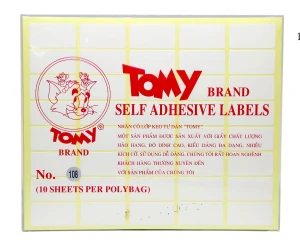 TOMY BRAND
SELF ADHESIVE LABELS
NHÃN CÓ LỚP KEO TỰ DÁN "TOMY"
MỘT SẢN PHẨM ĐƯỢC SẢN XUẤT VỚI GIẤY CHẤT LƯỢNG
HẢO HẠNG, ĐỘ DÍNH CAO, KIỂU DÁNG ĐA DẠNG, NHIỀU
KÍCH CỠ, SỬ DỤNG DỄ DÀNG, CHÚNG TÔI RẤT HOAN NGHÊNH
KHÁCH HÀNG THƯỜNG XUYÊN ĐẾN
VỚI SẢN PHẨM CỦA CHÚNG TÔI
TOMY
BRAND
No. 108
(10 SHEETS PER POLYBAG)